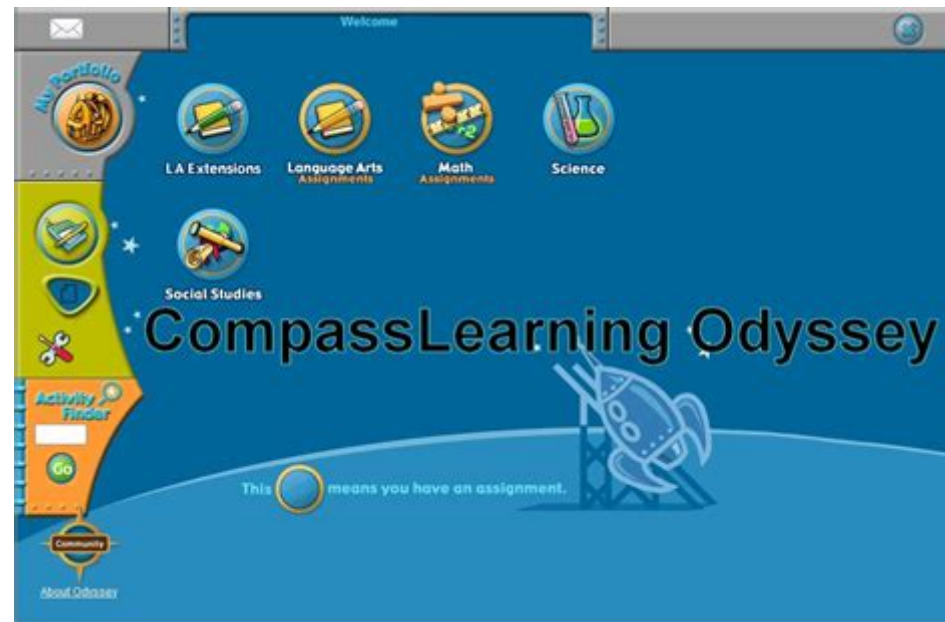 Welcome
My Portfolio
LA Extensions
Language Arts
Assignments
Math
Assignments
Science
Social Studies
CompassLearning Odyssey
Activity
Finder
Go
This means you have an assignment.
Community
About Odyssey